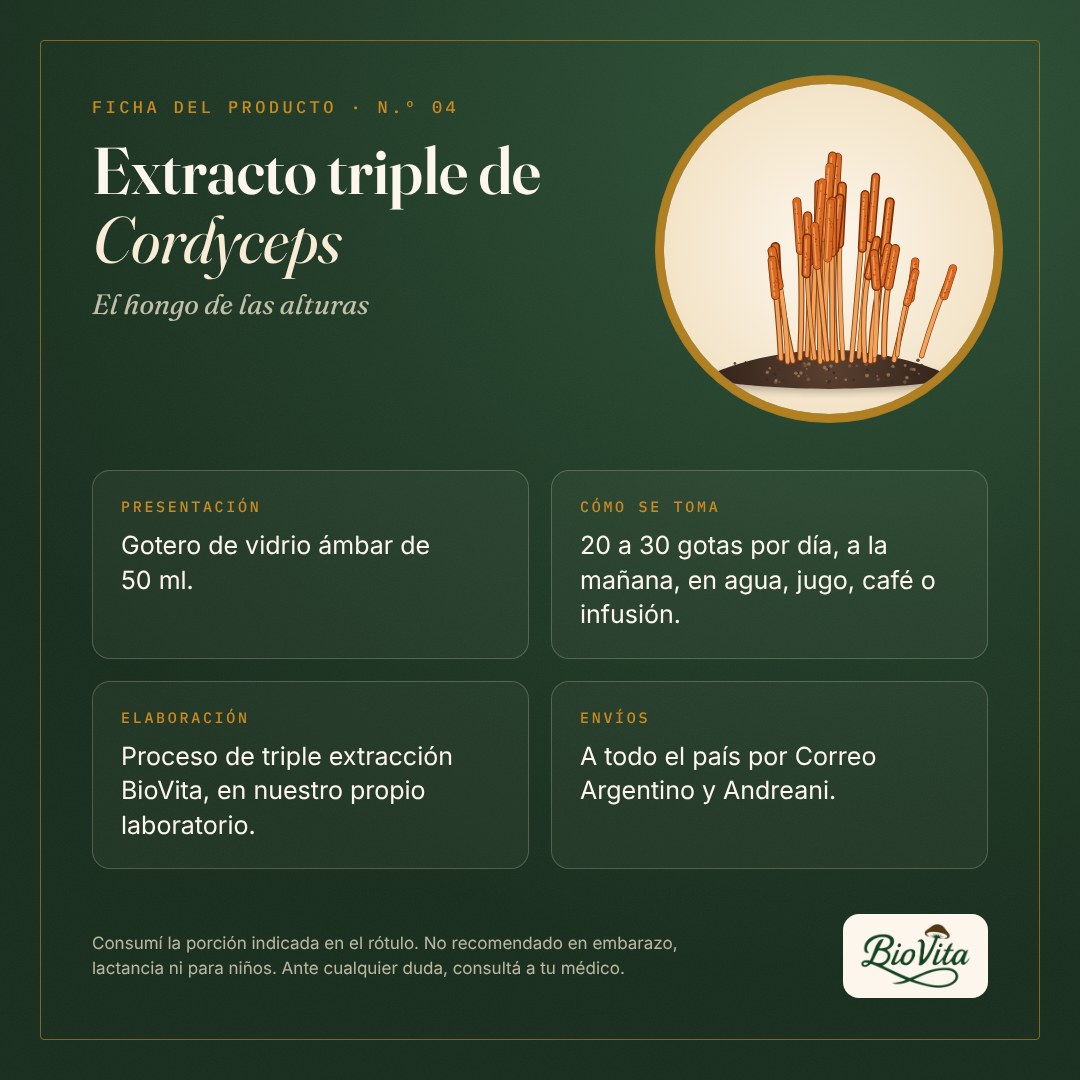 FICHA DEL PRODUCTO · N.º 04
Extracto triple de
Cordyceps
El hongo de las alturas
PRESENTACIÓN
Gotero de vidrio ámbar de
50 ml.
CÓMO SE TOMA
20 a 30 gotas por día, a la
mañana, en agua, jugo, café o
infusión.
ELABORACIÓN
Proceso de triple extracción
BioVita, en nuestro propio
laboratorio.
ENVÍOS
A todo el país por Correo
Argentino y Andreani.
Consumí la porción indicada en el rótulo. No recomendado en embarazo,
lactancia ni para niños. Ante cualquier duda, consultá a tu médico.
BioVita